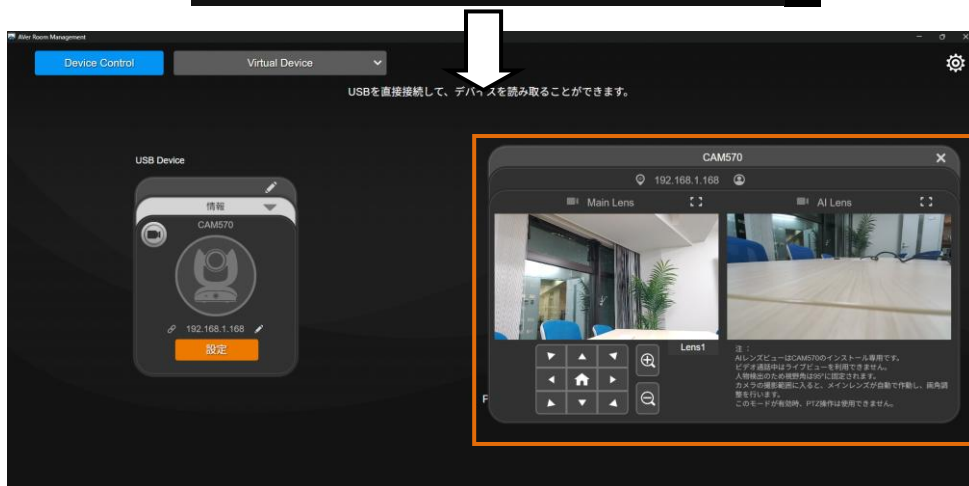 AVer Room Management
Device Control
Virtual Device
USBを直接接続して、デバイスを読み取ることができます。
USB Device
情報
CAM570
192.168.1.168
設定
CAM570
192.168.1.168
Main Lens
AI Lens
Lens1
注：
AIレンズビューはCAM570のインストール専用です。
ビデオ通話中はライブビューを利用できません。
人物検出のため視野角は95°に固定されます。
カメラの撮影範囲に入ると、メインレンズが自動で作動し、画角調
整を行います。
このモードが有効時、PTZ操作は使用できません。